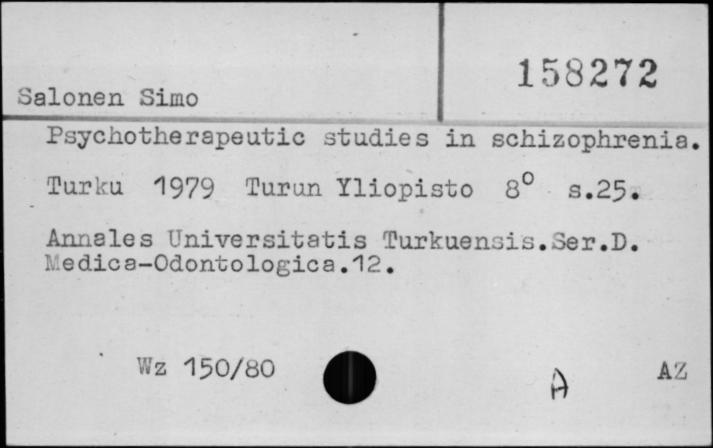 158272
Salonen Simo
Psychotherapeutic studies in schizophrenia.
Turku 1979 Turun Yliopisto 8° s.25.
Annales Universitatis Turkuensis.Ser.D.
Medica-Odontologica.12.
Wz 150/80
A
AZ